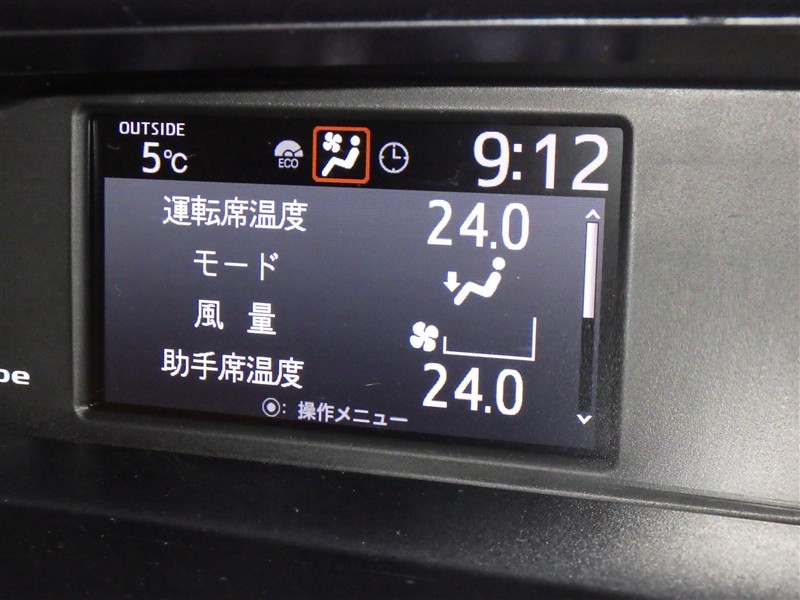 OUTSIDE
5℃ ECO 9:12
運転席温度 24.0
モード
風 量
助手席温度 24.0
◉: 操作メニュー